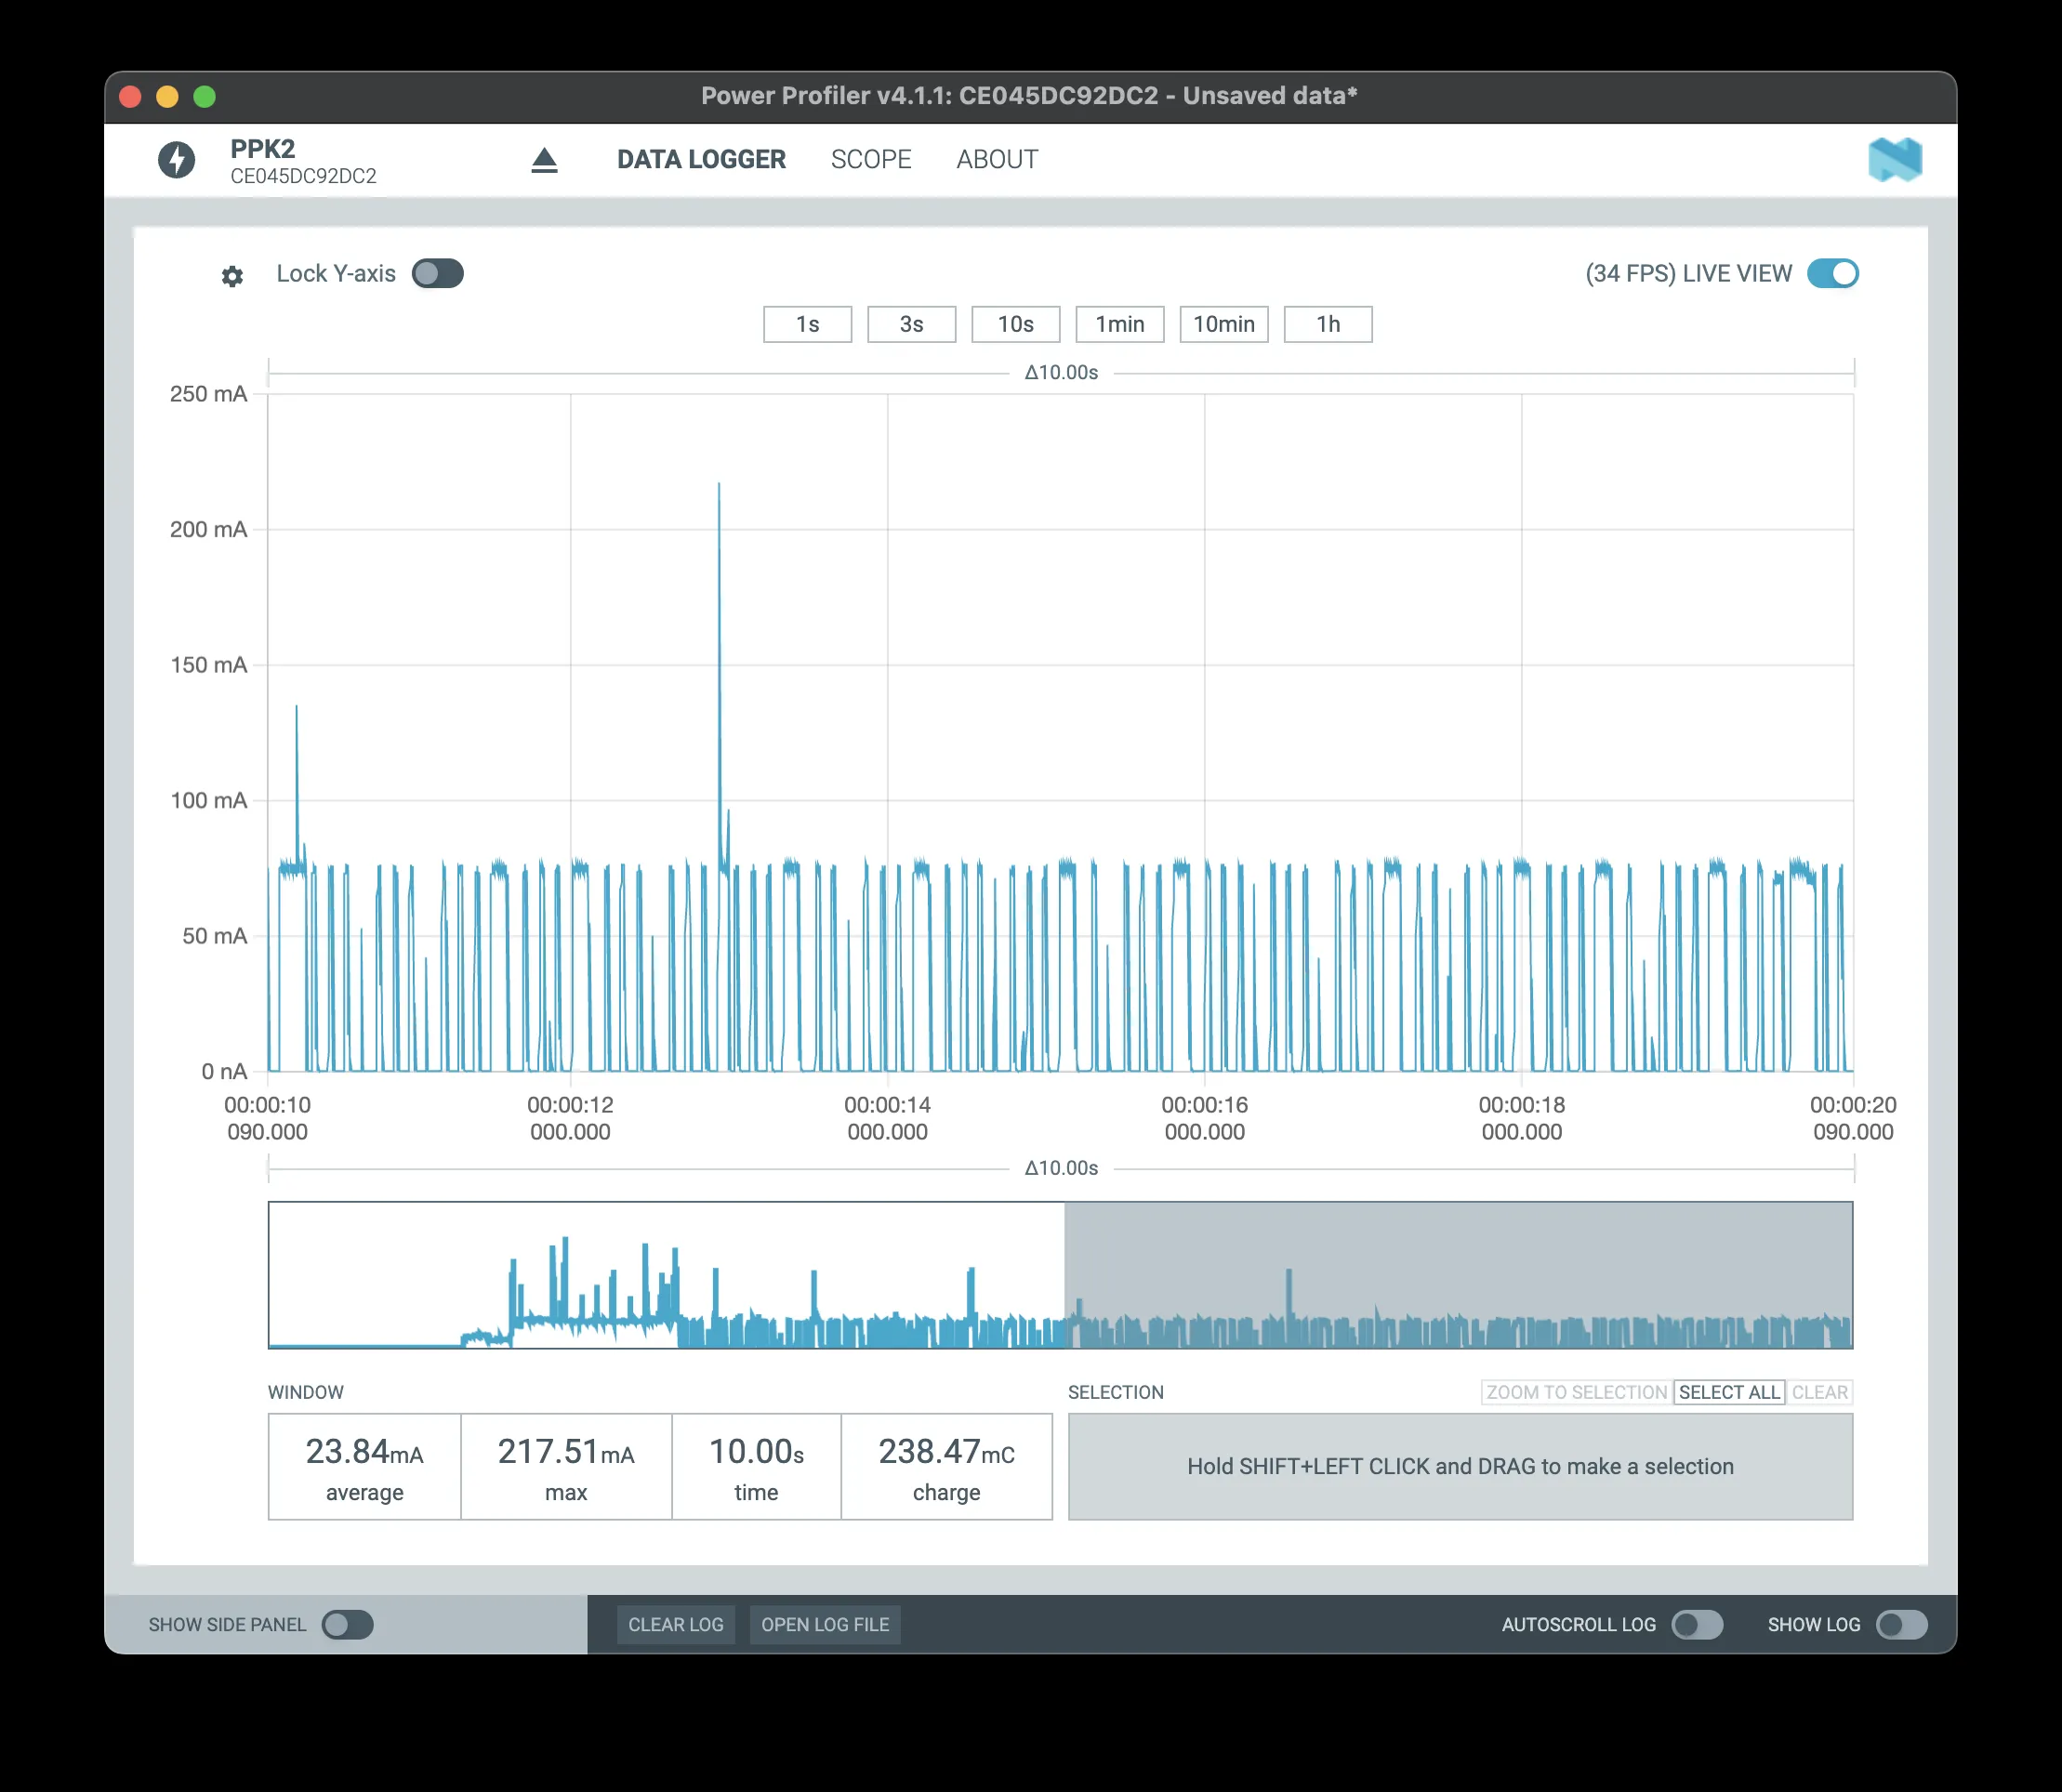 Power Profiler v4.1.1: CE045DC92DC2 - Unsaved data*
PPK2
CE045DC92DC2
DATA LOGGER
SCOPE
ABOUT
Lock Y-axis
(34 FPS) LIVE VIEW
1s
3s
10s
1min
10min
1h
Δ10.00s
250 mA
200 mA
150 mA
100 mA
50 mA
0 nA
00:00:10
090.000
00:00:12
000.000
00:00:14
000.000
00:00:16
000.000
00:00:18
000.000
00:00:20
090.000
Δ10.00s
WINDOW
23.84mA
average
217.51mA
max
10.00s
time
238.47mC
charge
SELECTION
ZOOM TO SELECTION
SELECT ALL
CLEAR
Hold SHIFT+LEFT CLICK and DRAG to make a selection
SHOW SIDE PANEL
CLEAR LOG
OPEN LOG FILE
AUTOSCROLL LOG
SHOW LOG